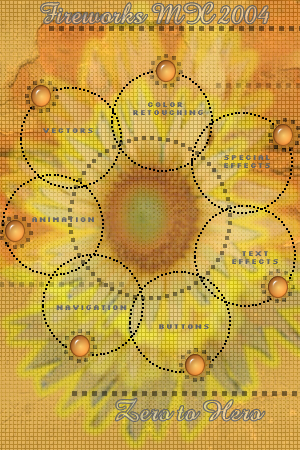 Fireworks MX 2004
COLOR
RETOUCHING
VECTORS
SPECIAL
EFFECTS
ANIMATION
TEXT
EFFECTS
NAVIGATION
BUTTONS
Zero to Hero